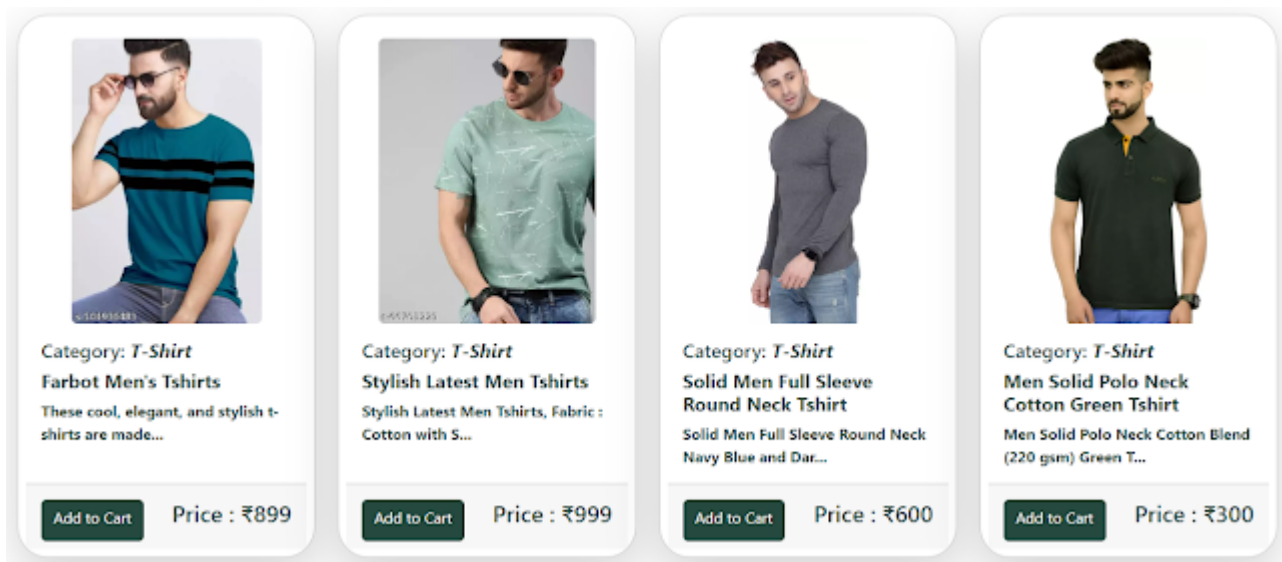 Category: T-Shirt
Farbot Men's Tshirts
These cool, elegant, and stylish t-
shirts are made...
Add to Cart
Price : ₹899
Category: T-Shirt
Stylish Latest Men Tshirts
Stylish Latest Men Tshirts, Fabric :
Cotton with S...
Add to Cart
Price : ₹999
Category: T-Shirt
Solid Men Full Sleeve
Round Neck Tshirt
Solid Men Full Sleeve Round Neck
Navy Blue and Dar...
Add to Cart
Price : ₹600
Category: T-Shirt
Men Solid Polo Neck
Cotton Green Tshirt
Men Solid Polo Neck Cotton Blend
(220 gsm) Green T...
Add to Cart
Price : ₹300